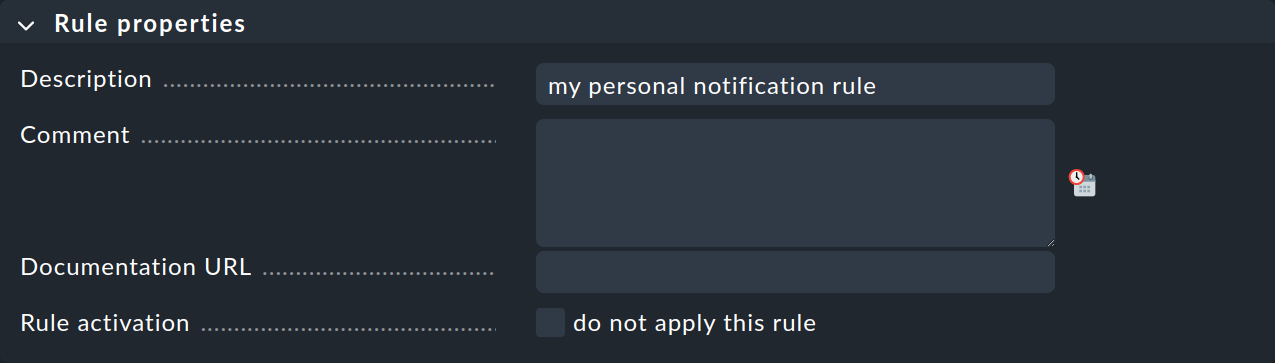 Rule properties
Description
my personal notification rule
Comment
Documentation URL
Rule activation
do not apply this rule